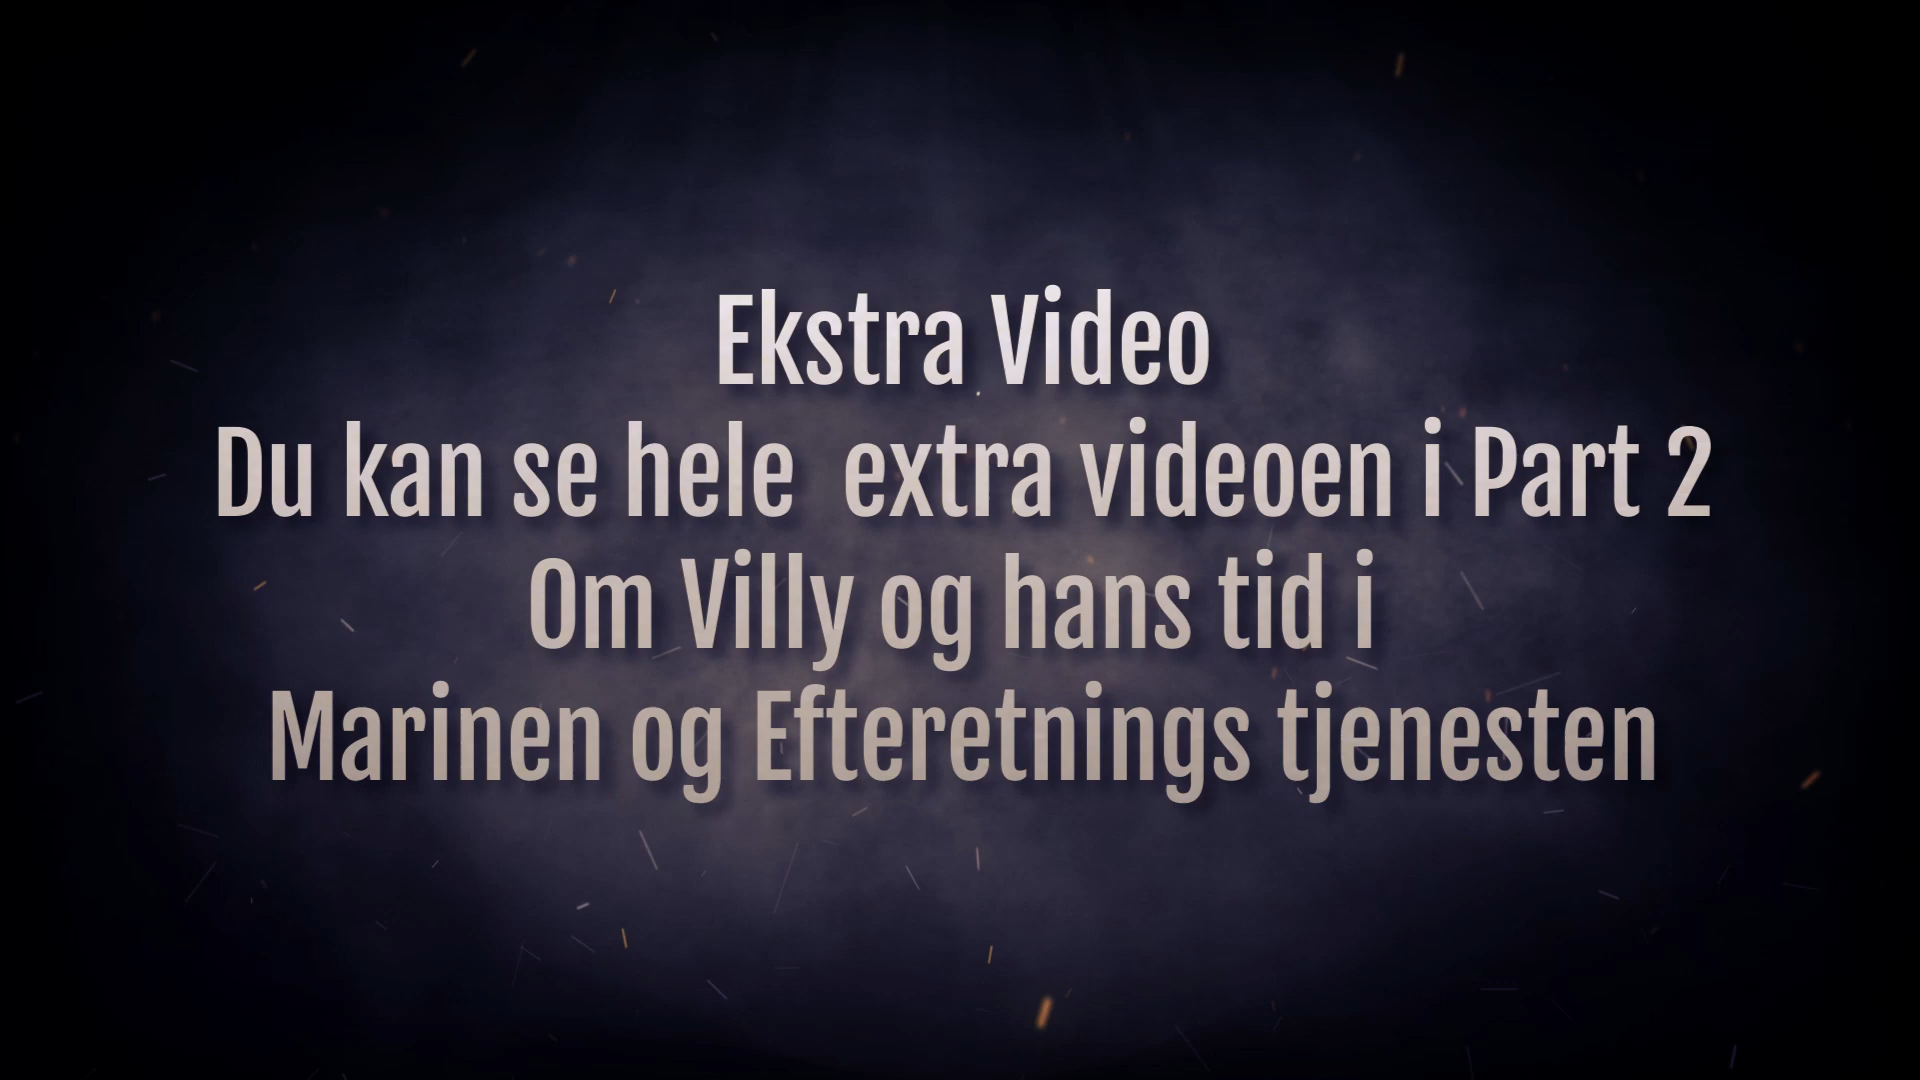 Ekstra Video
Du kan se hele  extra videoen i Part 2
Om Villy og hans tid i
Marinen og Efteretnings tjenesten